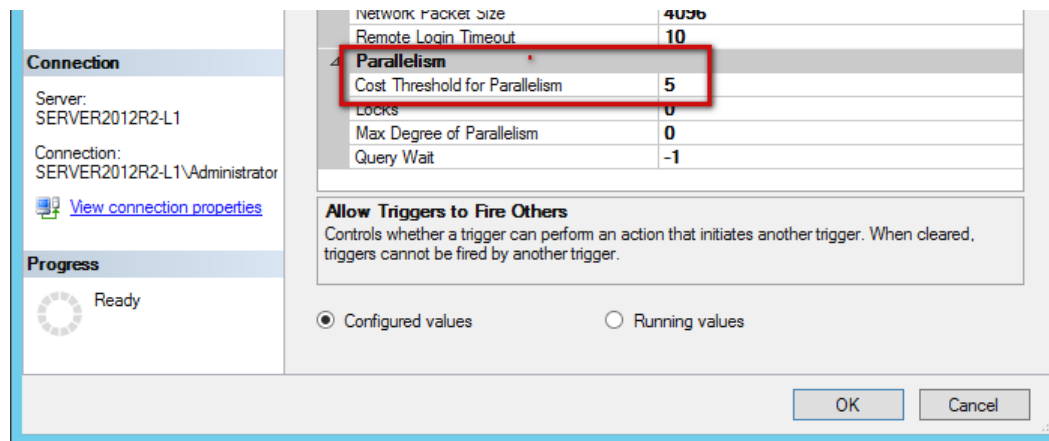 Network Packet Size 4096
Remote Login Timeout 10
Parallelism
Cost Threshold for Parallelism 5
Locks 0
Max Degree of Parallelism 0
Query Wait -1
Connection
Server:
SERVER2012R2-L1
Connection:
SERVER2012R2-L1\Administrator
View connection properties
Allow Triggers to Fire Others
Controls whether a trigger can perform an action that initiates another trigger. When cleared,
triggers cannot be fired by another trigger.
Progress
Ready
Configured values Running values
OK Cancel